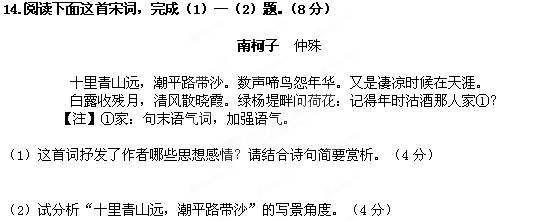 14.阅读下面这首宋词，完成（1）—（2）题。（8 分）
南柯子　仲殊
十里青山远，潮平路带沙。数声啼鸟怨年华。又是凄凉时候在天涯。
白露收残月，清风散晓霞。绿杨堤畔问荷花：记得年时沽酒那人家①？
【注】①家：句末语气词，加强语气。
（1）这首词抒发了作者哪些思想感情？请结合诗句简要赏析。（4 分）
（2）试分析“十里青山远，潮平路带沙”的写景角度。（4 分）